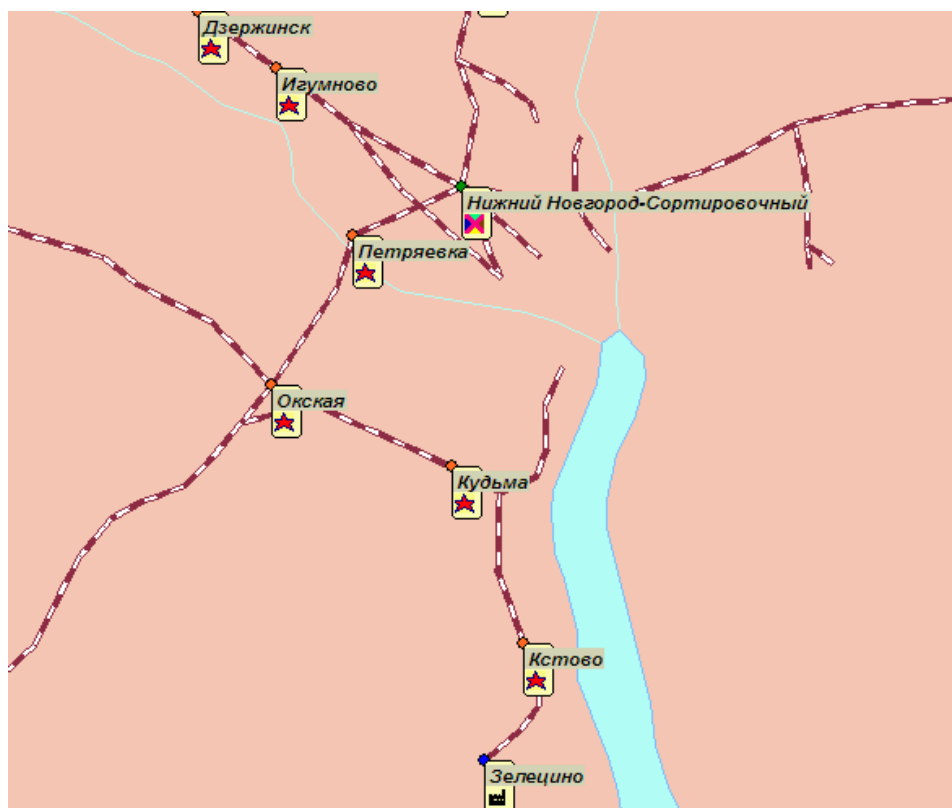 Дзержинск
Игумново
Нижний Новгород-Сортировочный
Петряевка
Окская
Кудьма
Кстово
Зелецино